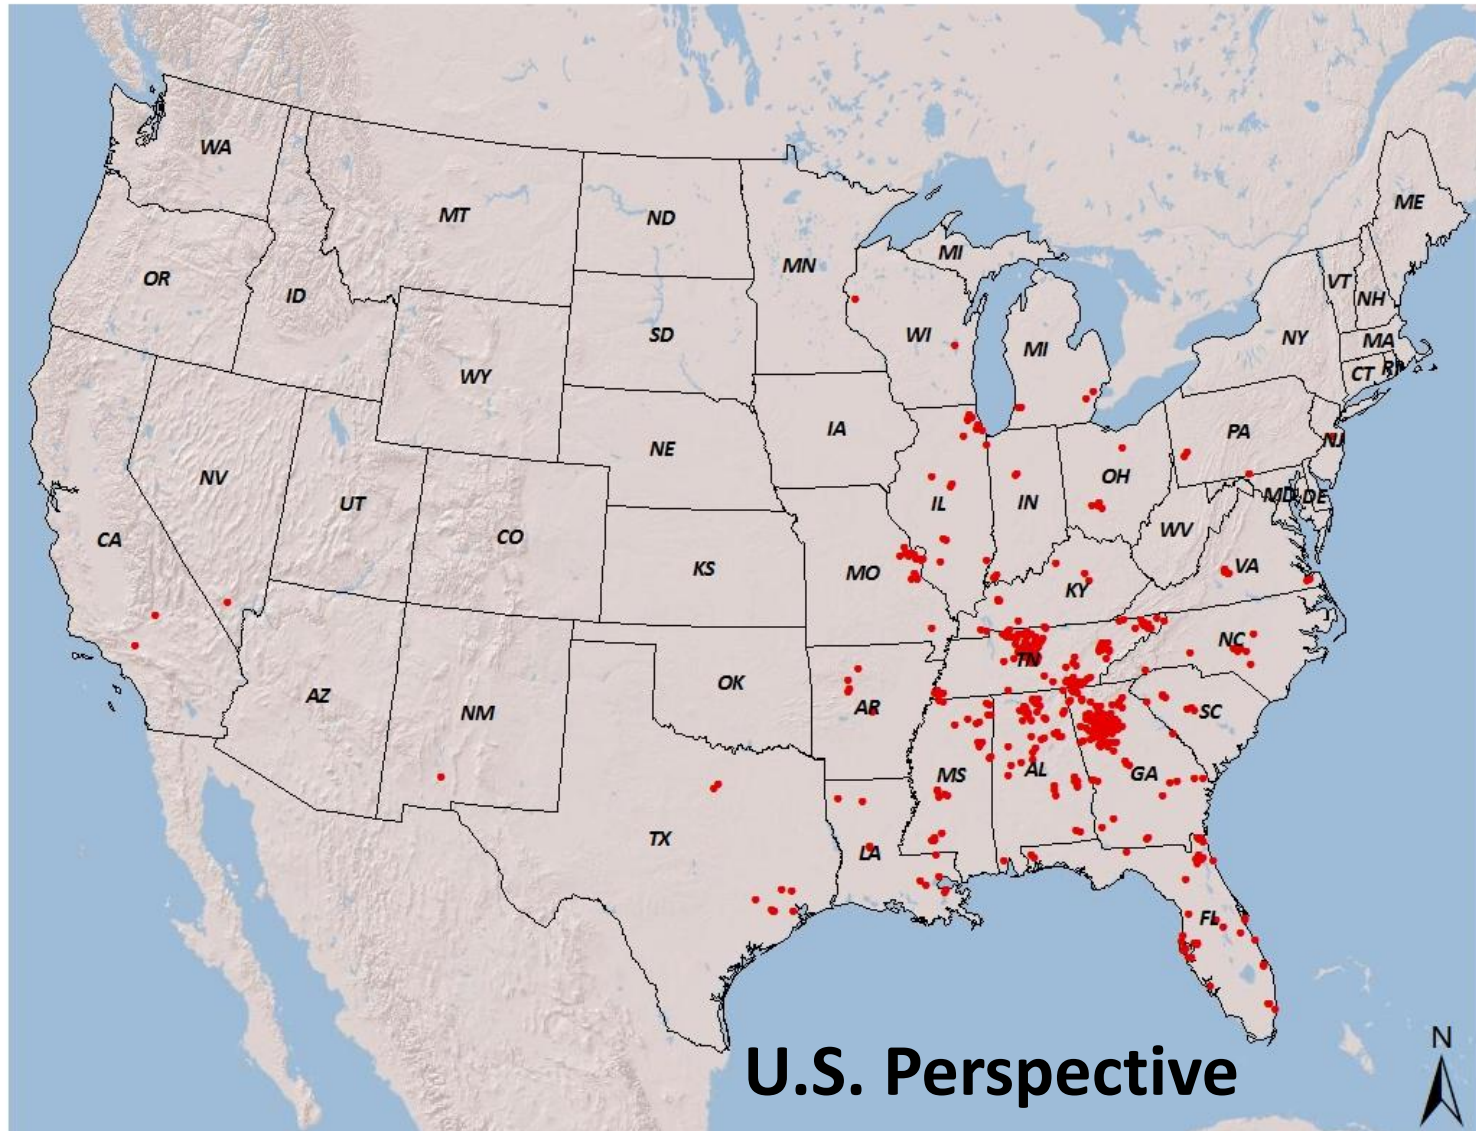 WA
MT
ND
ME
MN
MI
VT
NH
OR
ID
SD
WI
MI
NY
MA
WY
CT
RI
IA
PA
NE
NJ
NV
UT
OH
IL
IN
MD
DE
CA
CO
WV
KS
MO
VA
KY
NC
TN
OK
AZ
NM
AR
SC
MS
AL
GA
TX
LA
FL
N
U.S. Perspective